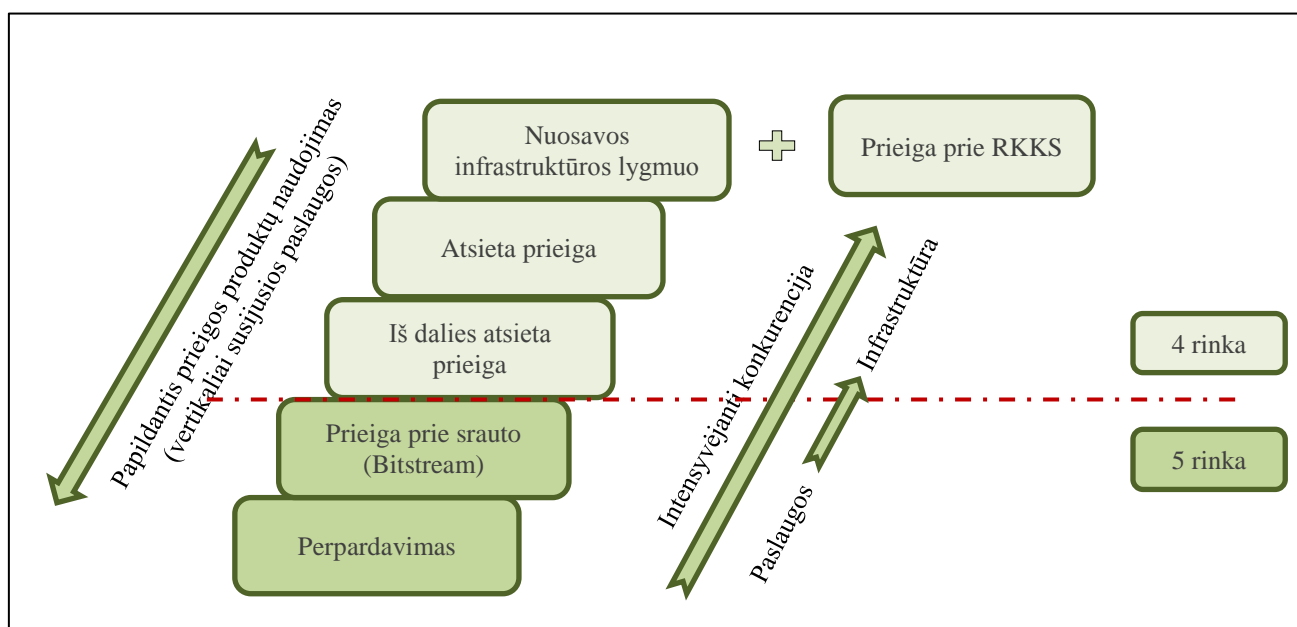 Papildantis prieigos produktų naudojimas
(vertikaliai susijusios paslaugos)
Nuosavos
infrastruktūros lygmuo
Prieiga prie RKKS
Atsieta prieiga
Iš dalies atsieta
prieiga
Prieiga prie srauto
(Bitstream)
Perpardavimas
Intensyvėjanti konkurencija
Paslaugos
Infrastruktūra
4 rinka
5 rinka